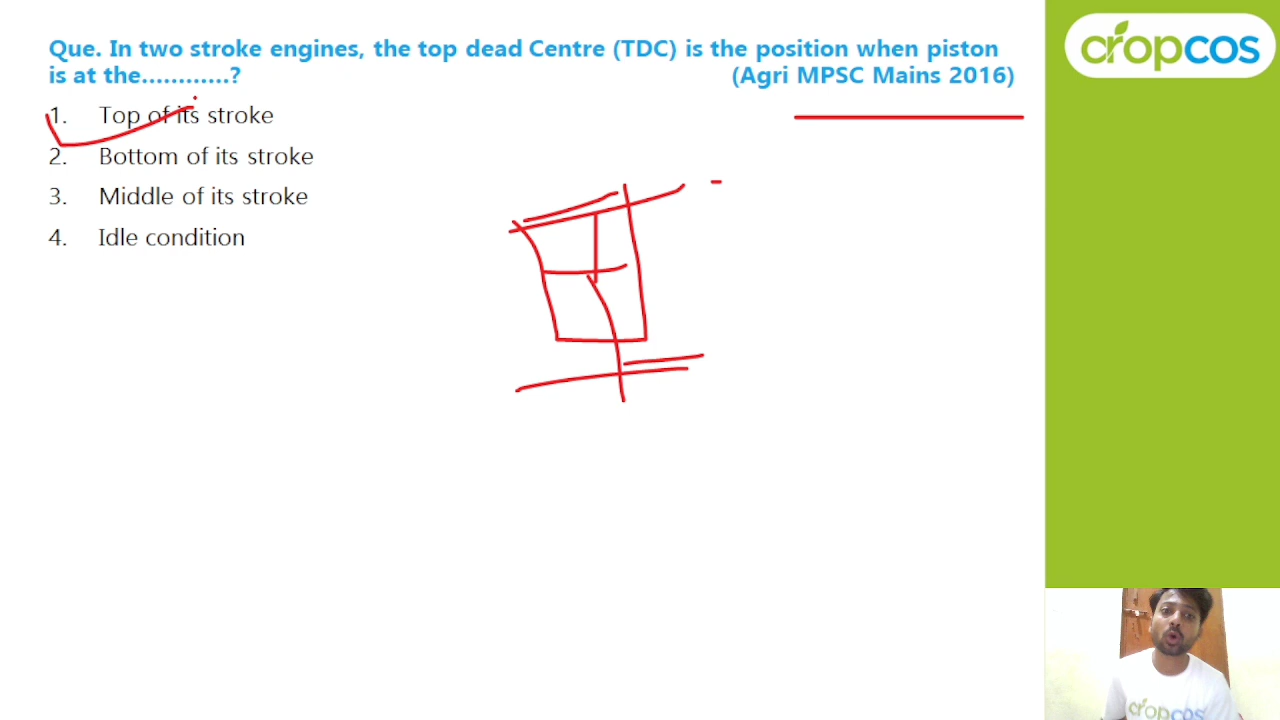 Que. In two stroke engines, the top dead Centre (TDC) is the position when piston
is at the............? (Agri MPSC Mains 2016)
1. Top of its stroke
2. Bottom of its stroke
3. Middle of its stroke
4. Idle condition
cropcos
cropcos